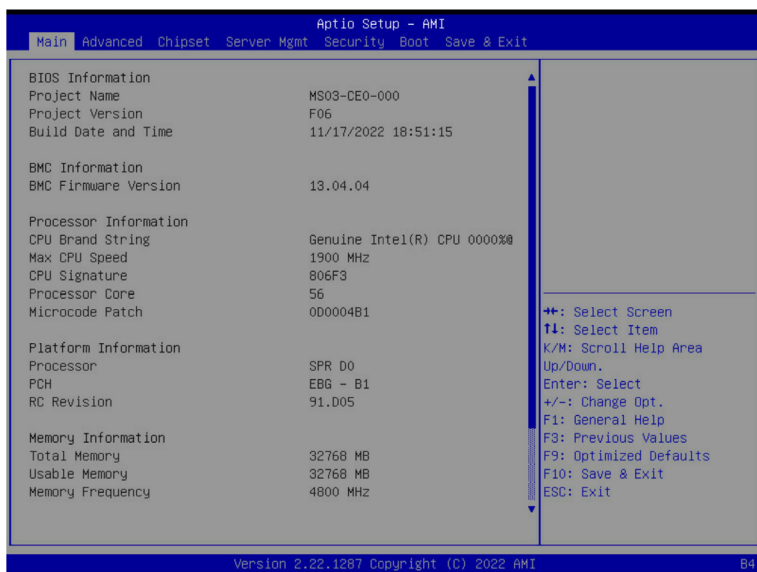 Aptio Setup – AMI
Main Advanced Chipset Server Mgmt Security Boot Save & Exit
BIOS Information
Project Name MS03-CE0-000
Project Version F06
Build Date and Time 11/17/2022 18:51:15
BMC Information
BMC Firmware Version 13.04.04
Processor Information
CPU Brand String Genuine Intel(R) CPU 0000%@
Max CPU Speed 1900 MHz
CPU Signature 806F3
Processor Core 56
Microcode Patch 0D0004B1
Platform Information
Processor SPR D0
PCH EBG - B1
RC Revision 91.D05
Memory Information
Total Memory 32768 MB
Usable Memory 32768 MB
Memory Frequency 4800 MHz
→←: Select Screen
↑↓: Select Item
K/M: Scroll Help Area
Up/Down.
Enter: Select
+/-: Change Opt.
F1: General Help
F3: Previous Values
F9: Optimized Defaults
F10: Save & Exit
ESC: Exit
Version 2.22.1287 Copyright (C) 2022 AMI
B4